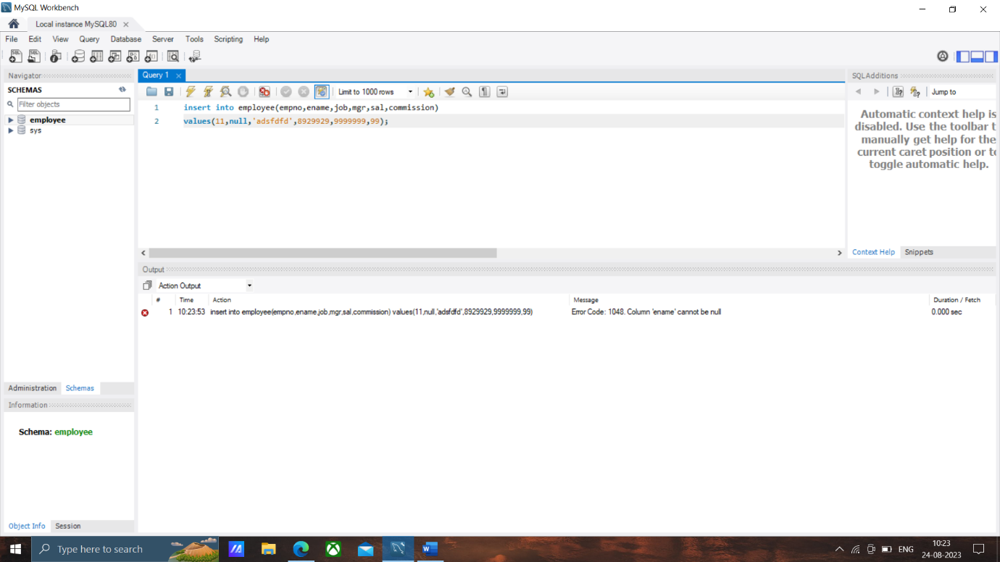 MySQL Workbench
Local instance MySQL80
File Edit View Query Database Server Tools Scripting Help
Navigator
SCHEMAS
Filter objects
employee
sys
Administration Schemas
Information
Schema: employee
Object Info Session
Query 1
Limit to 1000 rows
1 insert into employee(empno,ename,job,mgr,sal,commission)
2 values(11,null,'adsfdfd',8929929,9999999,99);
Output
Action Output
# Time Action Message Duration / Fetch
1 10:23:53 insert into employee(empno,ename,job,mgr,sal,commission) values(11,null,'adsfdfd',8929929,9999999,99) Error Code: 1048. Column 'ename' cannot be null 0.000 sec
SQLAdditions
Jump to
Automatic context help is
disabled. Use the toolbar t
manually get help for the
current caret position or to
toggle automatic help.
Context Help Snippets
Type here to search
ENG
10:23
24-08-2023